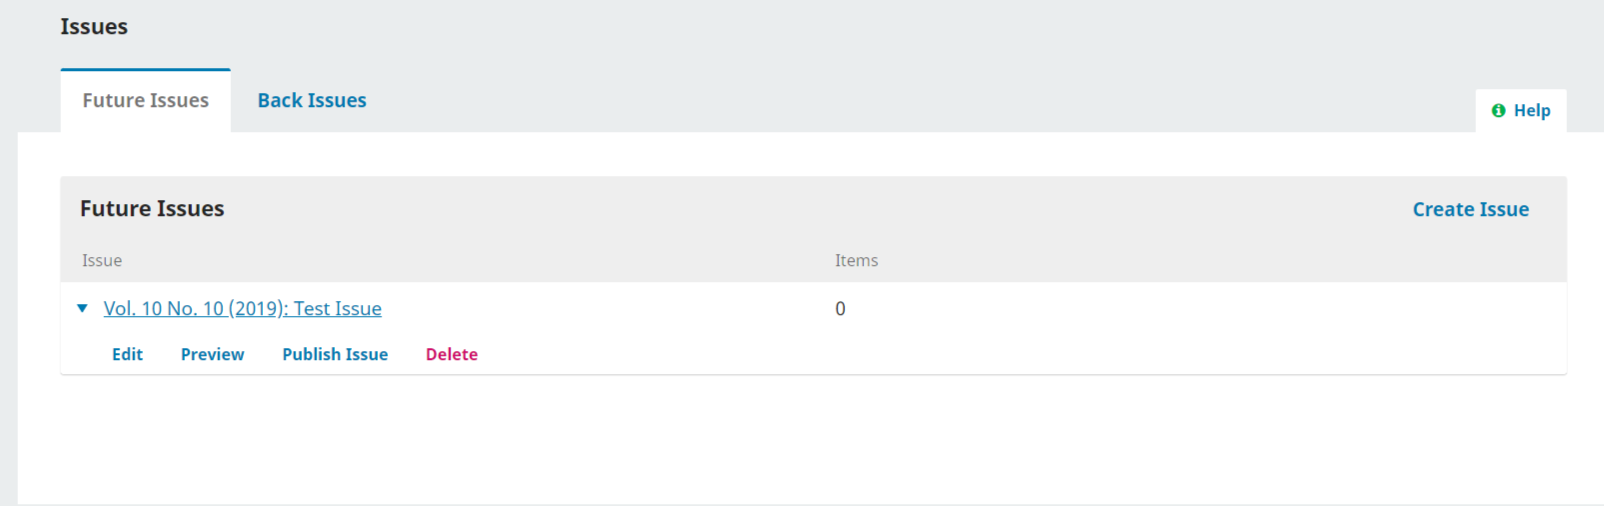 Issues
Future Issues Back Issues
Help
Future Issues Create Issue
Issue Items
Vol. 10 No. 10 (2019): Test Issue 0
Edit Preview Publish Issue Delete